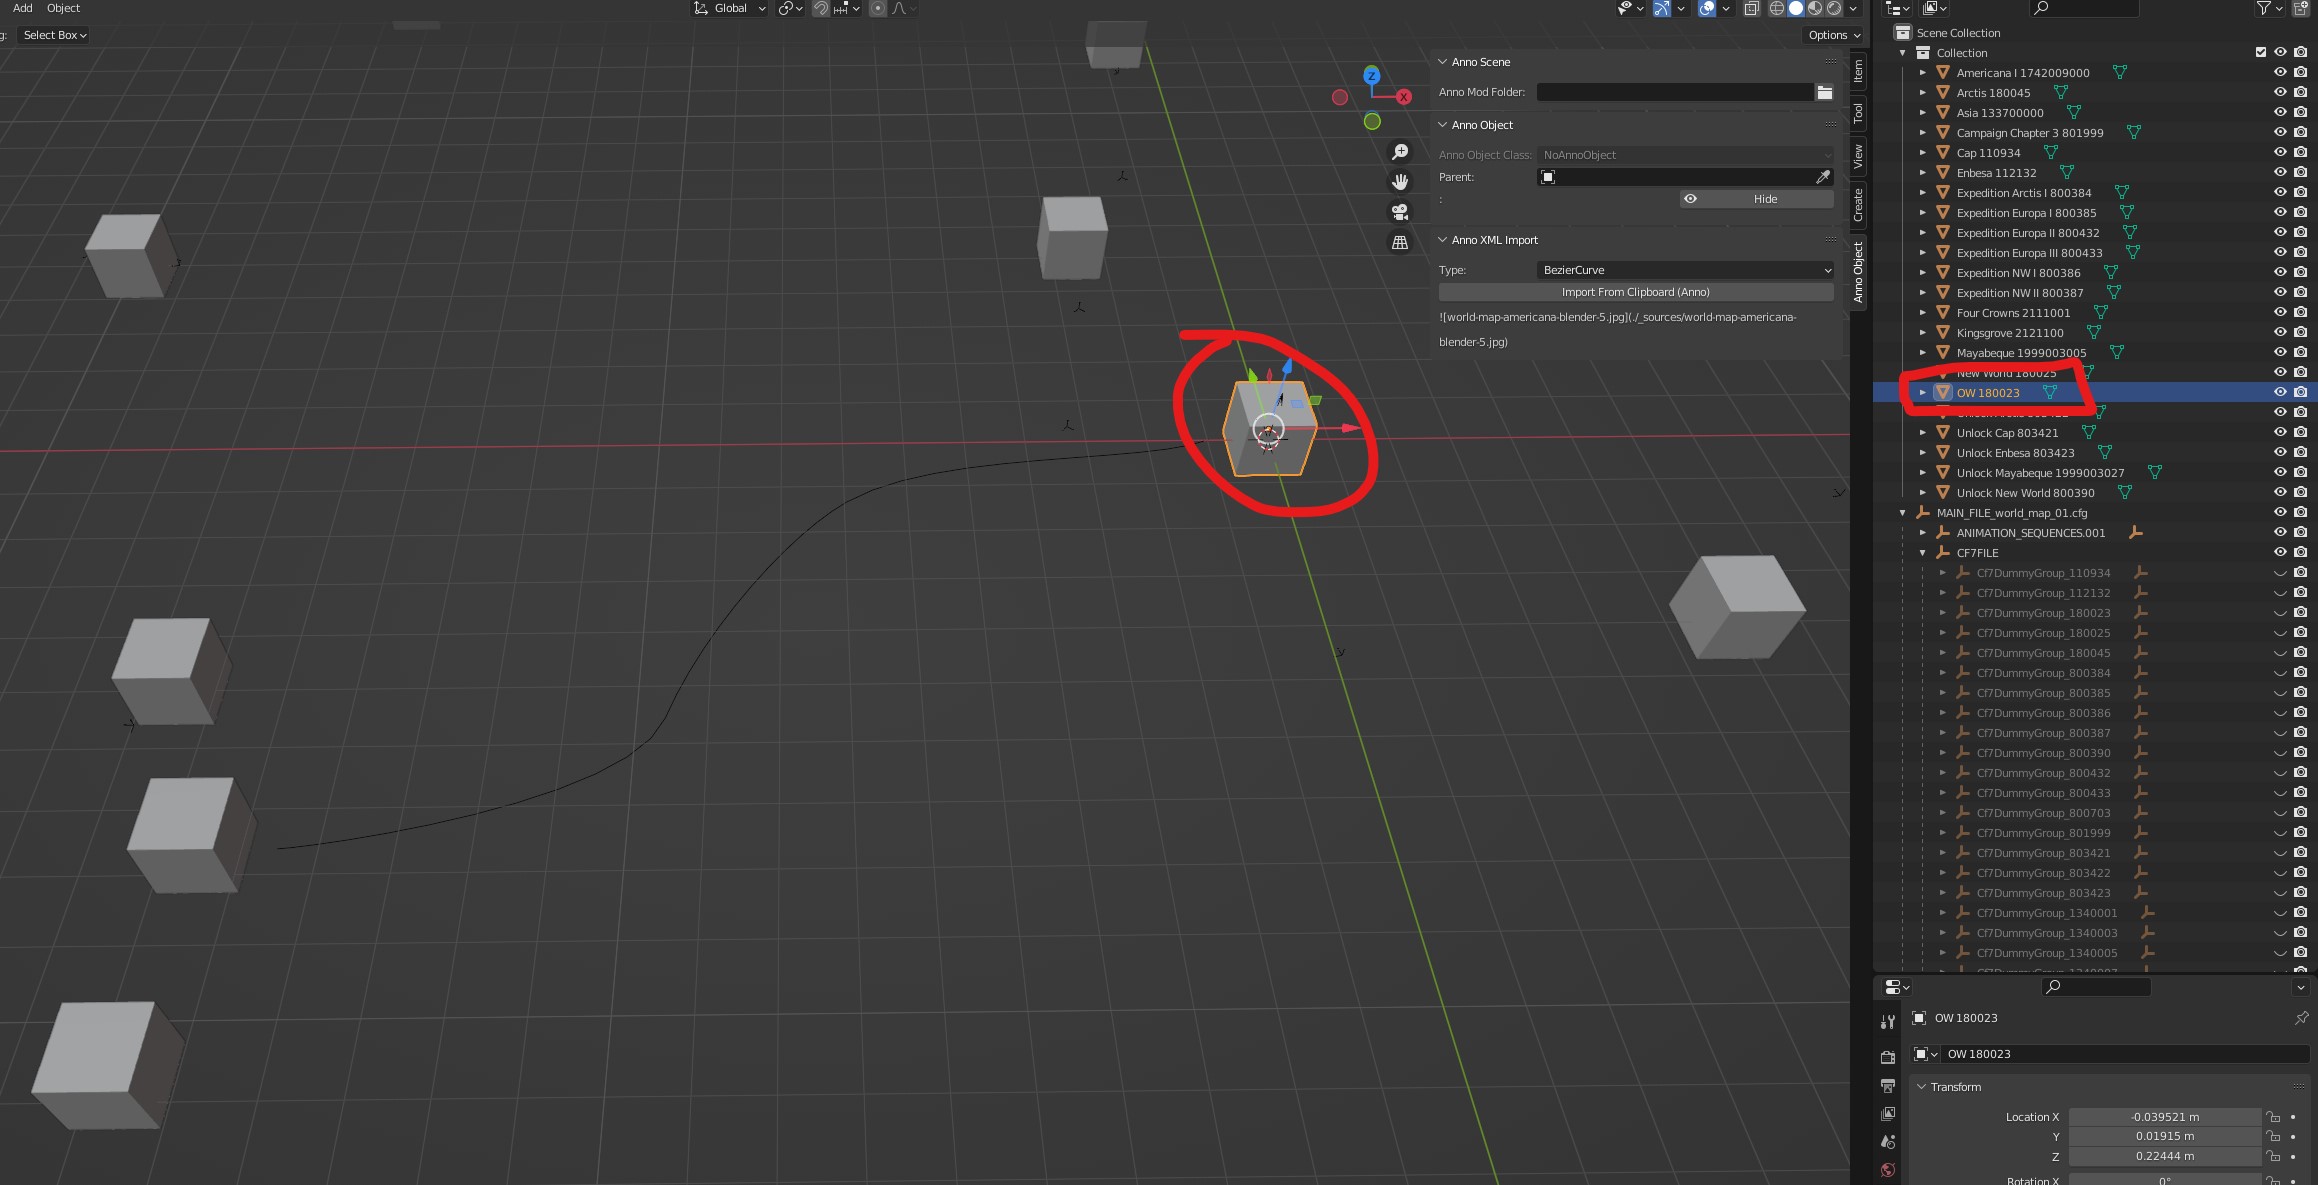 Add Object Global
g: Select Box Options
Anno Scene
Anno Mod Folder:
Anno Object
Anno Object Class: NoAnnoObject
Parent:
: Hide
Anno XML Import
Type: BezierCurve
Import From Clipboard (Anno)
![world-map-americana-blender-5.jpg](./_sources/world-map-americana-
blender-5.jpg)
Z
X
Item
Tool
View
Create
Anno Object
Scene Collection
Collection
Americana I 1742009000
Arctis 180045
Asia 133700000
Campaign Chapter 3 801999
Cap 110934
Enbesa 112132
Expedition Arctis I 800384
Expedition Europa I 800385
Expedition Europa II 800432
Expedition Europa III 800433
Expedition NW I 800386
Expedition NW II 800387
Four Crowns 2111001
Kingsgrove 2121100
Mayabeque 1999003005
New World 180025
OW 180023
Unlock Cap 803421
Unlock Enbesa 803423
Unlock Mayabeque 1999003027
Unlock New World 800390
MAIN_FILE_world_map_01.cfg
ANIMATION_SEQUENCES.001
CF7FILE
Cf7DummyGroup_110934
Cf7DummyGroup_112132
Cf7DummyGroup_180023
Cf7DummyGroup_180025
Cf7DummyGroup_180045
Cf7DummyGroup_800384
Cf7DummyGroup_800385
Cf7DummyGroup_800386
Cf7DummyGroup_800387
Cf7DummyGroup_800390
Cf7DummyGroup_800432
Cf7DummyGroup_800433
Cf7DummyGroup_800703
Cf7DummyGroup_801999
Cf7DummyGroup_803421
Cf7DummyGroup_803422
Cf7DummyGroup_803423
Cf7DummyGroup_1340001
Cf7DummyGroup_1340003
Cf7DummyGroup_1340005
OW 180023
OW 180023
Transform
Location X -0.039521 m
Y 0.01915 m
Z 0.22444 m
Rotation X 0°